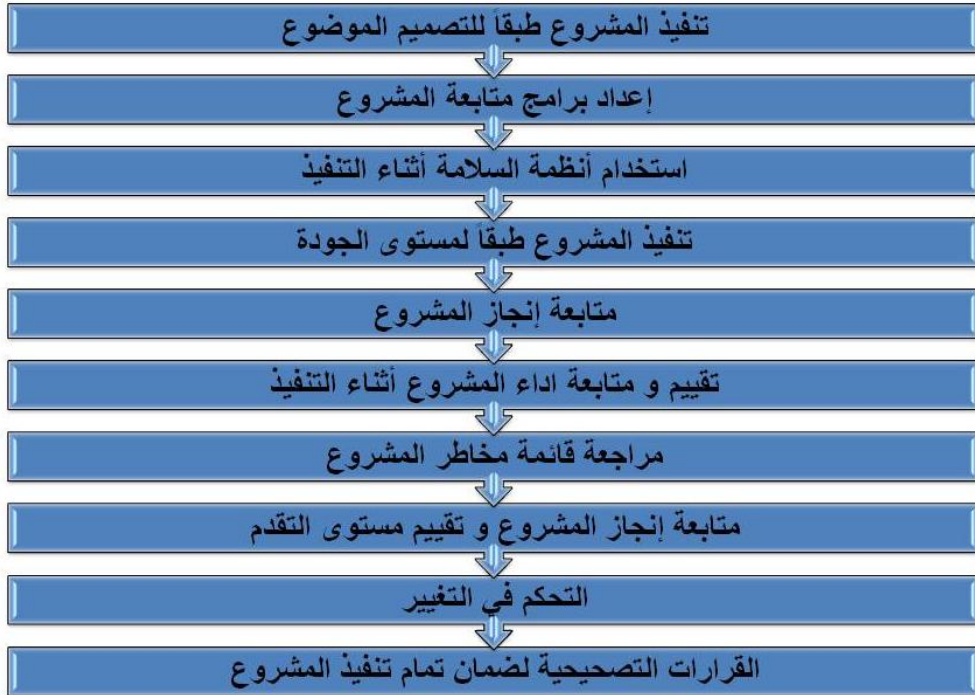 تنفيذ المشروع طبقاً للتصميم الموضوع
إعداد برامج متابعة المشروع
استخدام أنظمة السلامة أثناء التنفيذ
تنفيذ المشروع طبقاً لمستوى الجودة
متابعة إنجاز المشروع
تقييم و متابعة اداء المشروع أثناء التنفيذ
مراجعة قائمة مخاطر المشروع
متابعة إنجاز المشروع و تقييم مستوى التقدم
التحكم في التغيير
القرارات التصحيحية لضمان تمام تنفيذ المشروع